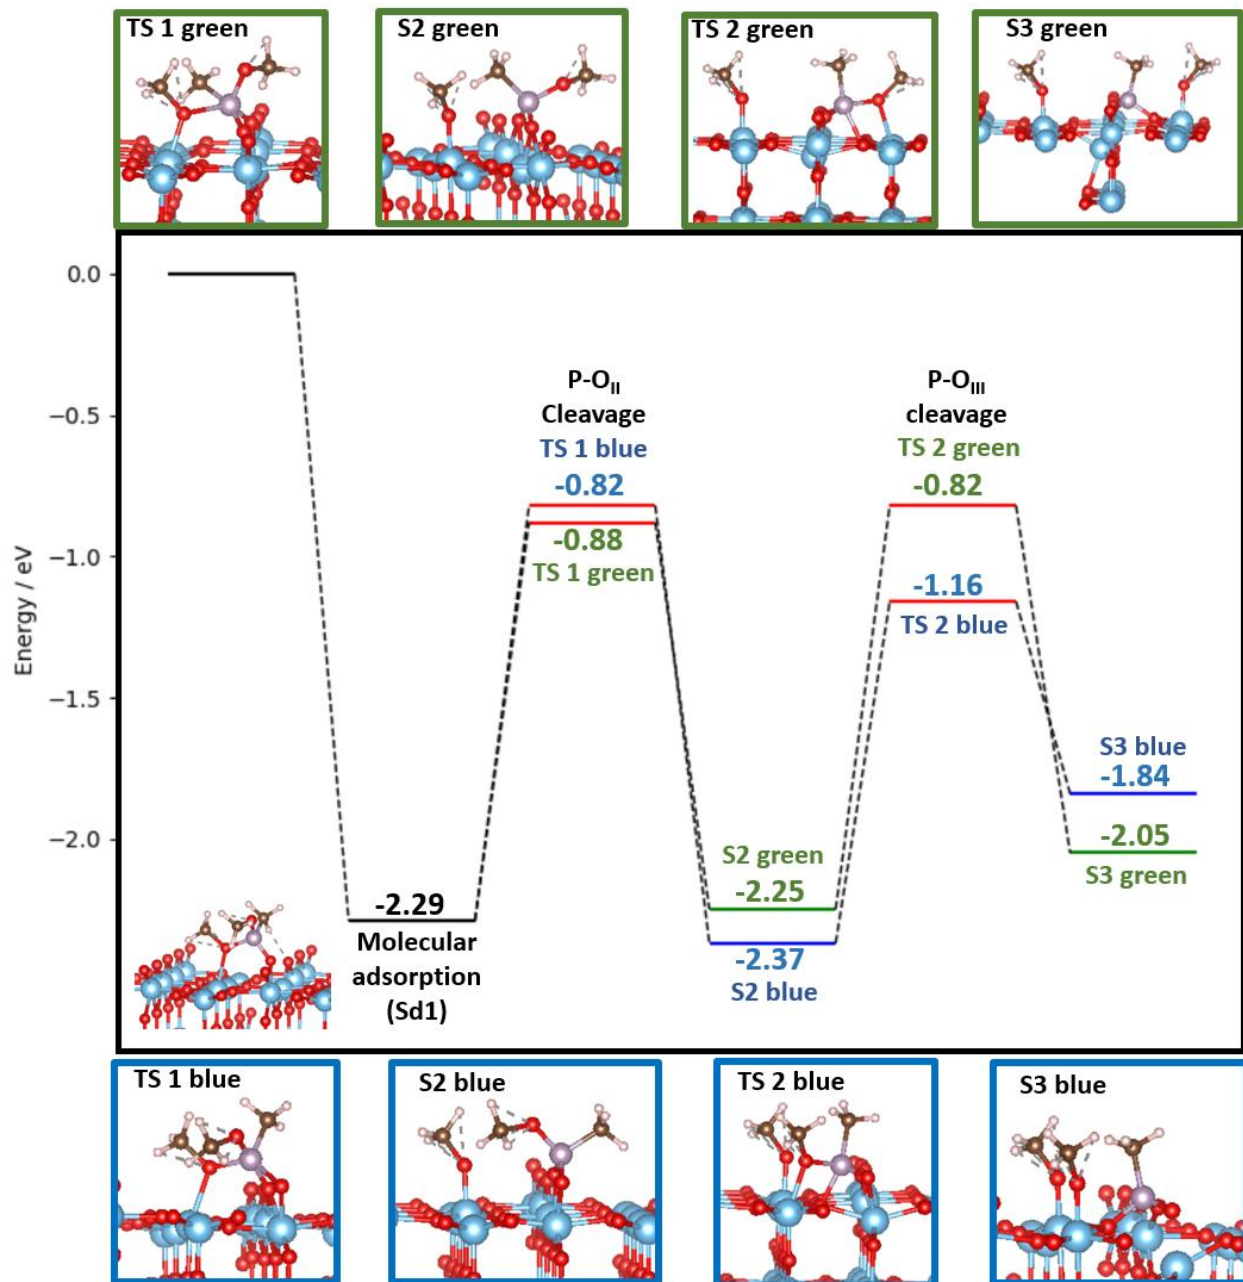 TS 1 green
S2 green
TS 2 green
S3 green
0.0
−0.5
−1.0
−1.5
−2.0
Energy / eV
P-OII
Cleavage
TS 1 blue
-0.82
-0.88
TS 1 green
P-OIII
cleavage
TS 2 green
-0.82
-1.16
TS 2 blue
S3 blue
-1.84
-2.05
S3 green
S2 green
-2.25
-2.37
S2 blue
-2.29
Molecular
adsorption
(Sd1)
TS 1 blue
S2 blue
TS 2 blue
S3 blue